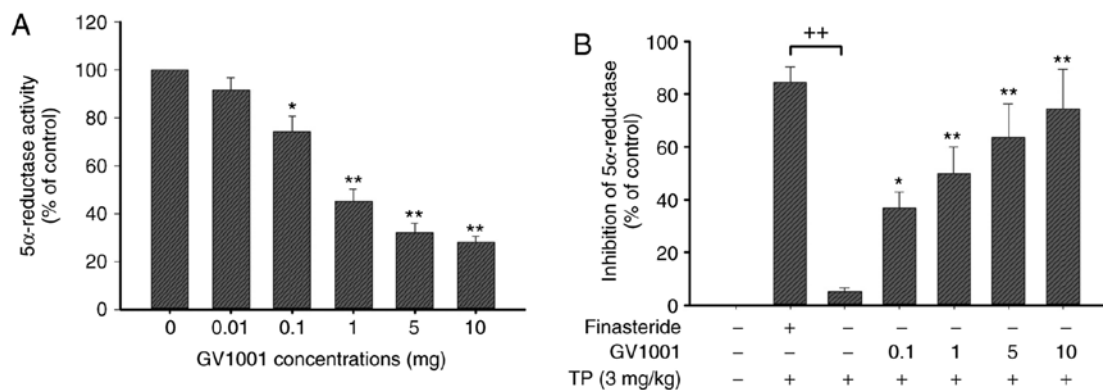 A
5α-reductase activity
(% of control)
120
100
80
60
40
20
0
*
**
**
**
0 0.01 0.1 1 5 10
GV1001 concentrations (mg)
B
Inhibition of 5α-reductase
(% of control)
100
80
60
40
20
0
++
*
**
**
**
Finasteride – + – – – – –
GV1001 – – – 0.1 1 5 10
TP (3 mg/kg) – + + + + + +